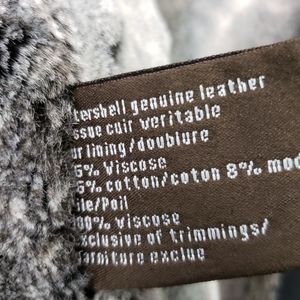 tershell genuine leather
ssue cuir veritable
ur lining/doublure
5% Viscose
5% cotton/coton 8% mod
ile/Poil
00% Viscose
exclusive of trimmings/
arniture exclue